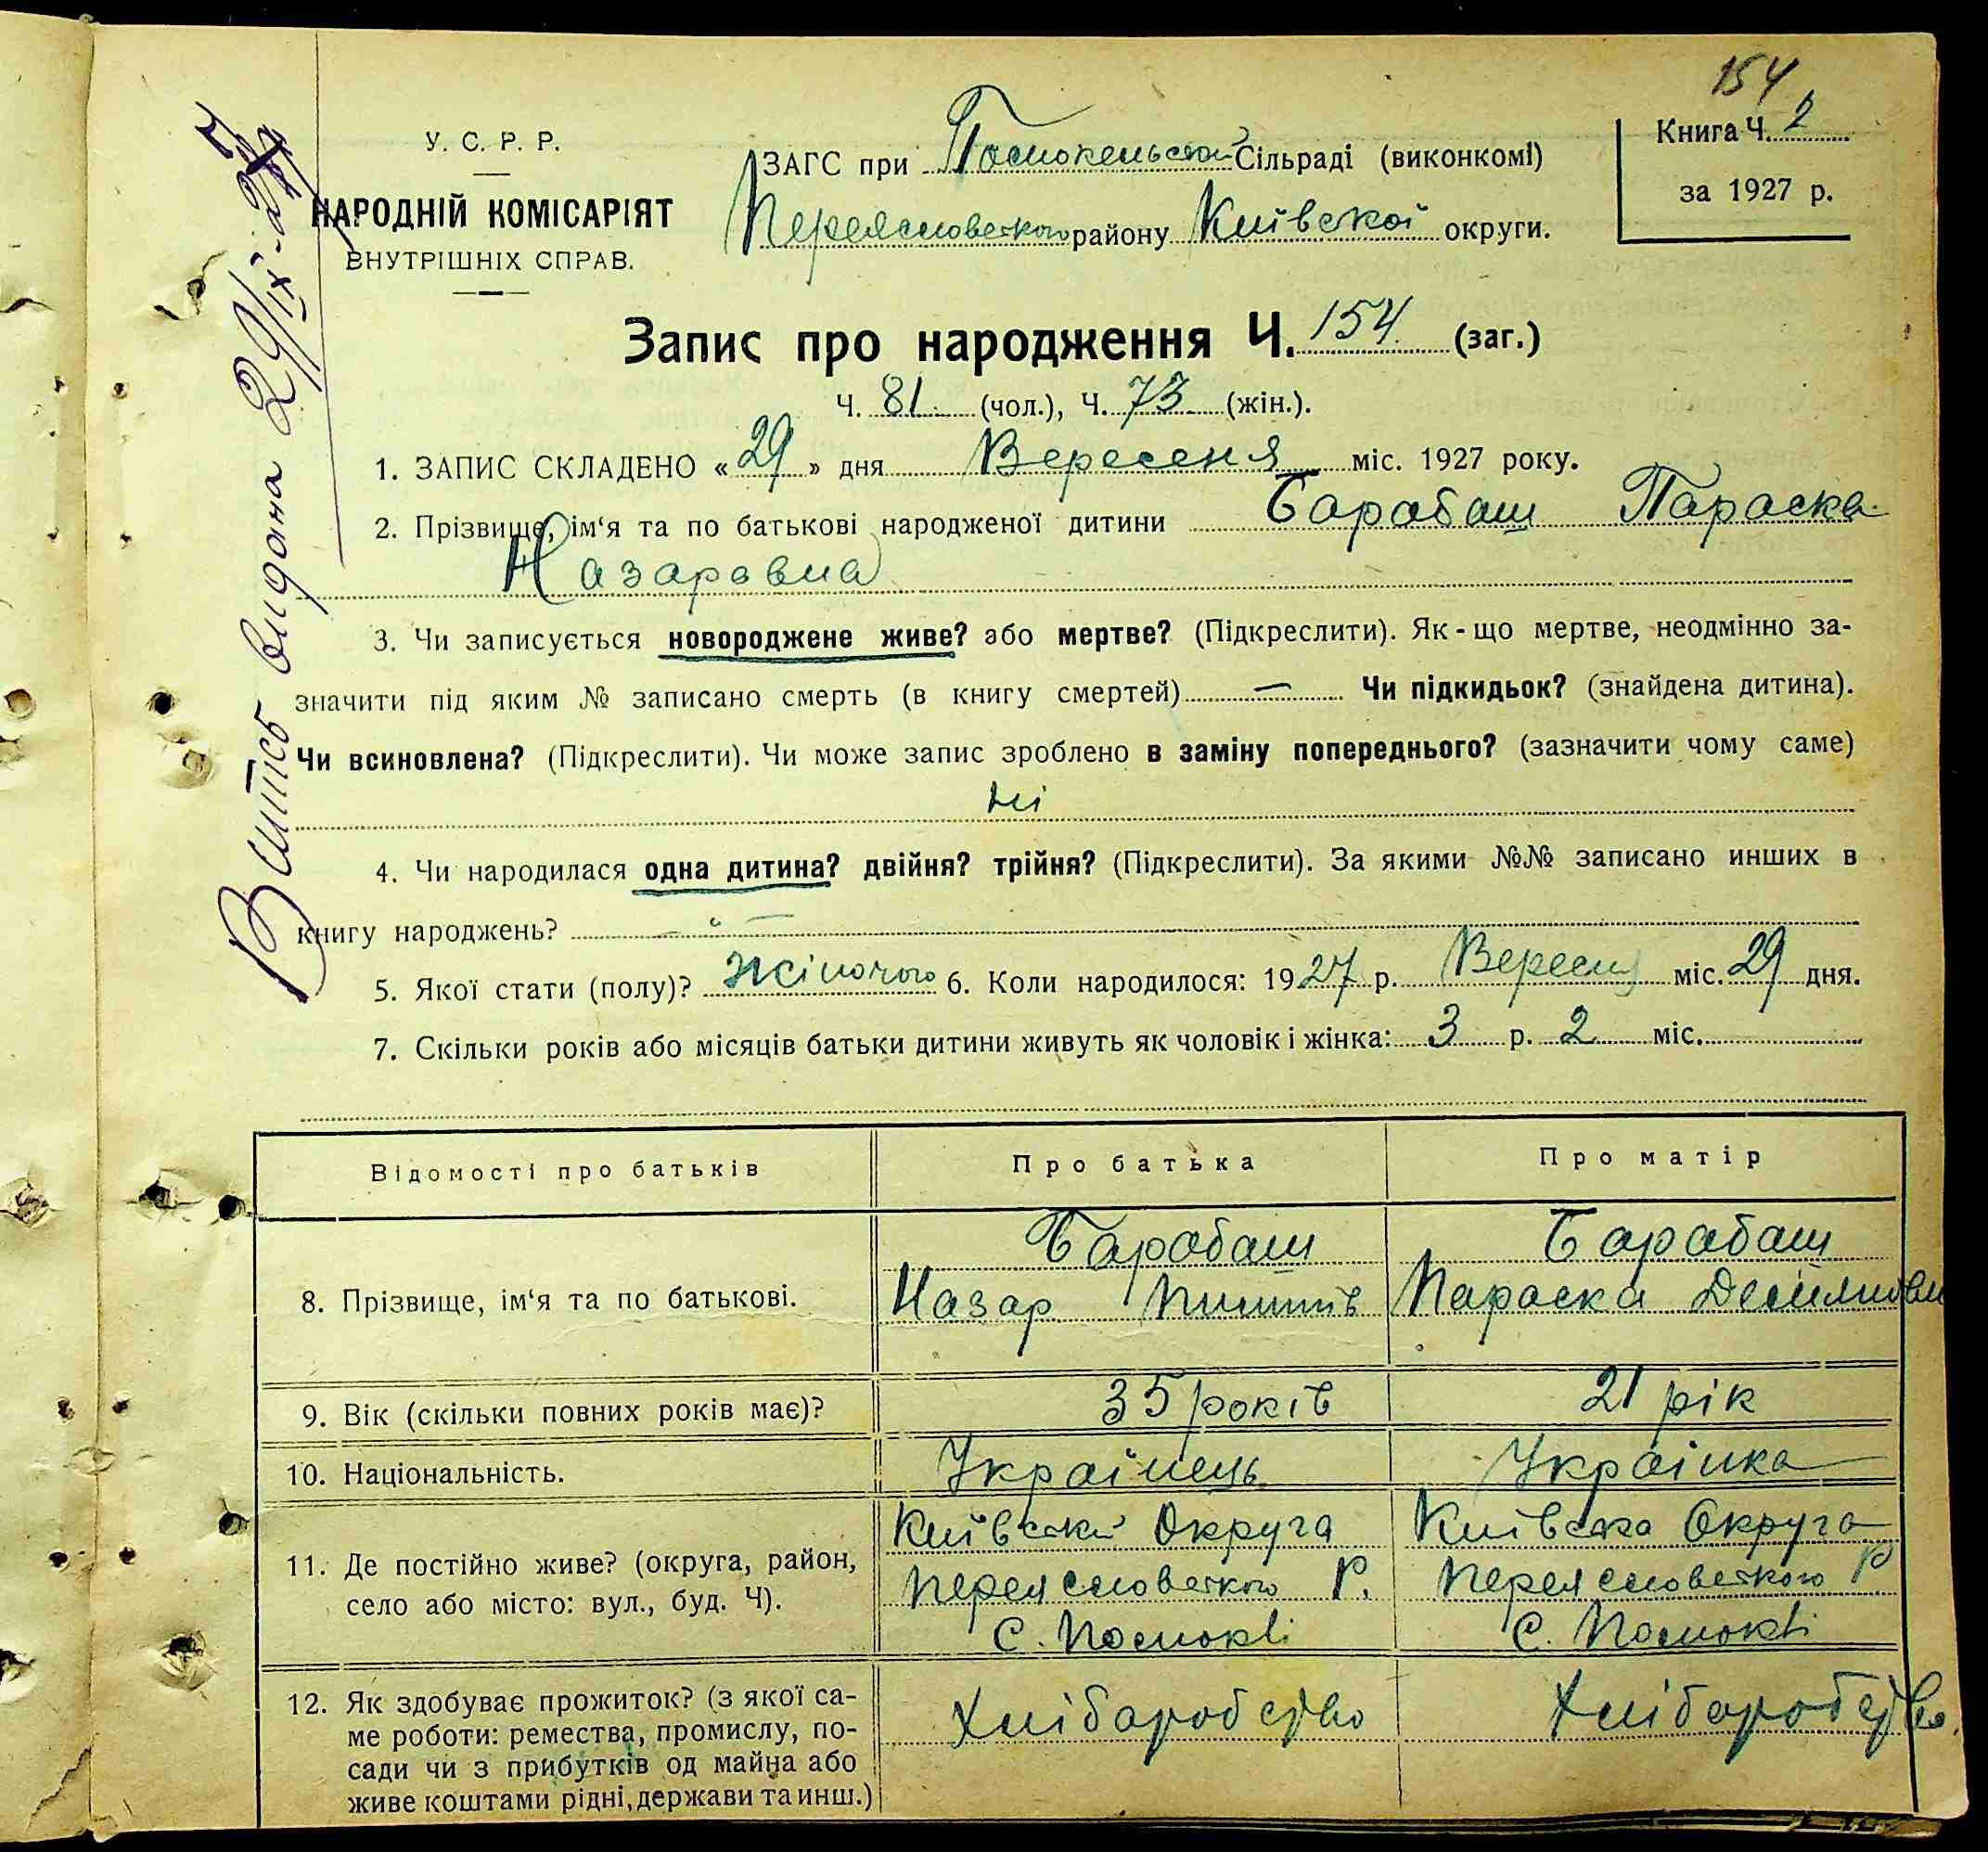 154
У. С. Р. Р.
НАРОДНІЙ КОМІСАРІЯТ
ВНУТРІШНІХ СПРАВ.
ЗАГС при Сільраді (виконкомі)
району Київської округи.
Книга Ч. 2
за 1927 р.
Випись видана 29/IX-27
Запис про народження Ч. 154 (заг.)
Ч. 81 (чол.), Ч. 73 (жін.).
1. ЗАПИС СКЛАДЕНО « 29 » дня Вересеня міс. 1927 року.
2. Прізвище, ім‘я та по батькові народженої дитини Барабаш Параска
Назаровна
3. Чи записується новороджене живе? або мертве? (Підкреслити). Як-що мертве, неодмінно за-
значити під яким № записано смерть (в книгу смертей) — Чи підкидьок? (знайдена дитина).
Чи всиновлена? (Підкреслити). Чи може запис зроблено в заміну попереднього? (зазначити чому саме)
ні
4. Чи народилася одна дитина? двійня? трійня? (Підкреслити). За якими №№ записано инших в
книгу народжень?
5. Якої стати (полу)? жіночого 6. Коли народилося: 1927 р. Вересня міс. 29 дня.
7. Скільки років або місяців батьки дитини живуть як чоловік і жінка: 3 р. 2 міс.
Відомості про батьків Про батька Про матір
Барабаш Барабаш
8. Прізвище, ім‘я та по батькові. Назар Параска
9. Вік (скільки повних років має)? 35 років 21 рік
10. Національність. Українець Українка
Київська Округа Київска Округа
11. Де постійно живе? (округа, район,
село або місто: вул., буд. Ч).
Р. Р.
С. С.
12. Як здобуває прожиток? (з якої са-
ме роботи: ремества, промислу, по-
сади чи з прибутків од майна або
живе коштами рідні, держави та инш.)
Хліборобство Хліборобство